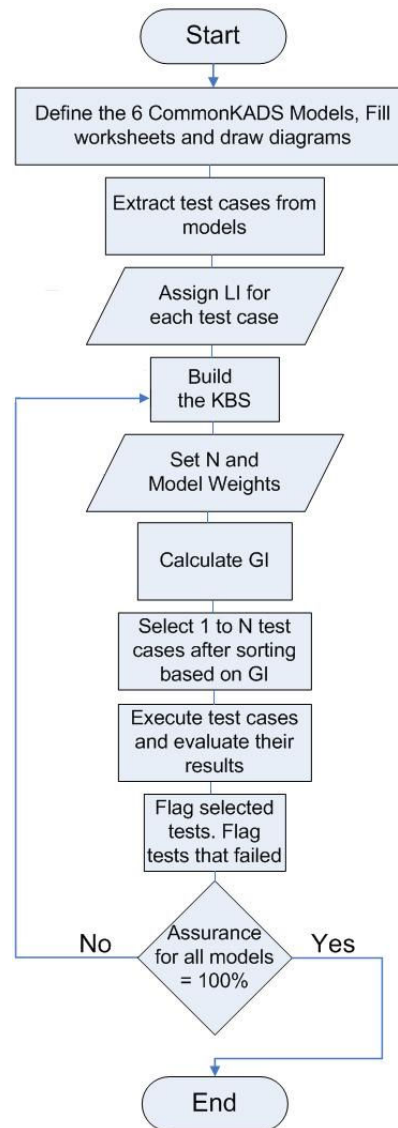 Start
Define the 6 CommonKADS Models, Fill
worksheets and draw diagrams
Extract test cases from
models
Assign LI for
each test case
Build
the KBS
Set N and
Model Weights
Calculate GI
Select 1 to N test
cases after sorting
based on GI
Execute test cases
and evaluate their
results
Flag selected
tests. Flag
tests that failed
No
Assurance
for all models
= 100%
Yes
End